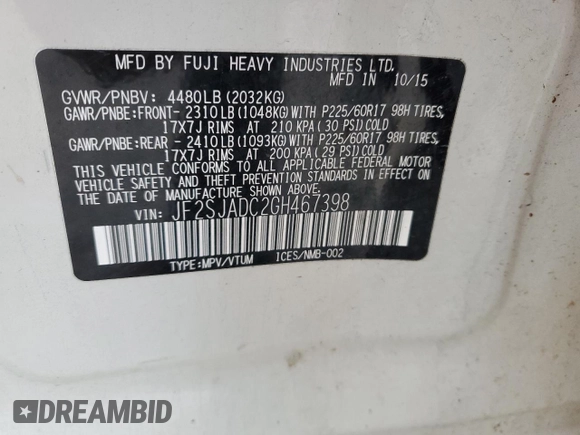 MFD BY FUJI HEAVY INDUSTRIES LTD.
MFD IN 10/15
GVWR/PNBV: 4480LB (2032KG)
GAWR/PNBE:FRONT- 2310LB (1048KG) WITH P225/60R17 98H TIRES,
17X7J RIMS AT 210 KPA (30 PSI) COLD
GAWR/PNBE:REAR - 2410LB (1093KG) WITH P225/60R17 98H TIRES,
17X7J RIMS AT 200 KPA (29 PSI) COLD
THIS VEHICLE CONFORMS TO ALL APPLICABLE FEDERAL MOTOR
VEHICLE SAFETY AND THEFT PREVENTION STANDARDS IN EFFECT ON
THE DATE OF MANUFACTURE SHOWN ABOVE.
VIN: JF2SJADC2GH467398
TYPE:MPV/VTUM ICES/NMB-002
DREAMBID